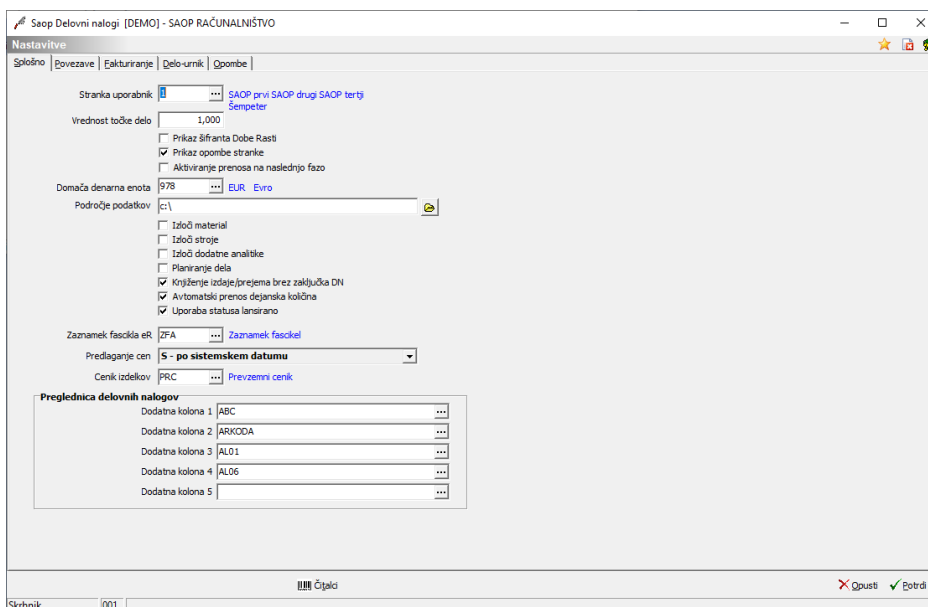 Saop Delovni nalogi [DEMO] - SAOP RAČUNALNIŠTVO
Nastavitve
Splošno Povezave Fakturiranje Delo-urnik Opombe
Stranka uporabnik 1 ... SAOP prvi SAOP drugi SAOP tertji
Šempeter
Vrednost točke delo 1,000
Prikaz šifranta Dobe Rasti
Prikaz opombe stranke
Aktiviranje prenosa na naslednjo fazo
Domača denarna enota 978 ... EUR Evro
Področje podatkov c:\
Izloči material
Izloči stroje
Izloči dodatne analitike
Planiranje dela
Knjiženje izdaje/prejema brez zaključka DN
Avtomatski prenos dejanska količina
Uporaba statusa lansirano
Zaznamek fascikla eR ZFA ... Zaznamek fascikel
Predlaganje cen S - po sistemskem datumu
Cenik izdelkov PRC ... Prevzemni cenik
Preglednica delovnih nalogov
Dodatna kolona 1 ABC ...
Dodatna kolona 2 ARKODA ...
Dodatna kolona 3 AL01 ...
Dodatna kolona 4 AL06 ...
Dodatna kolona 5 ...
Čitalci Opusti Potrdi
Skrbnik 001